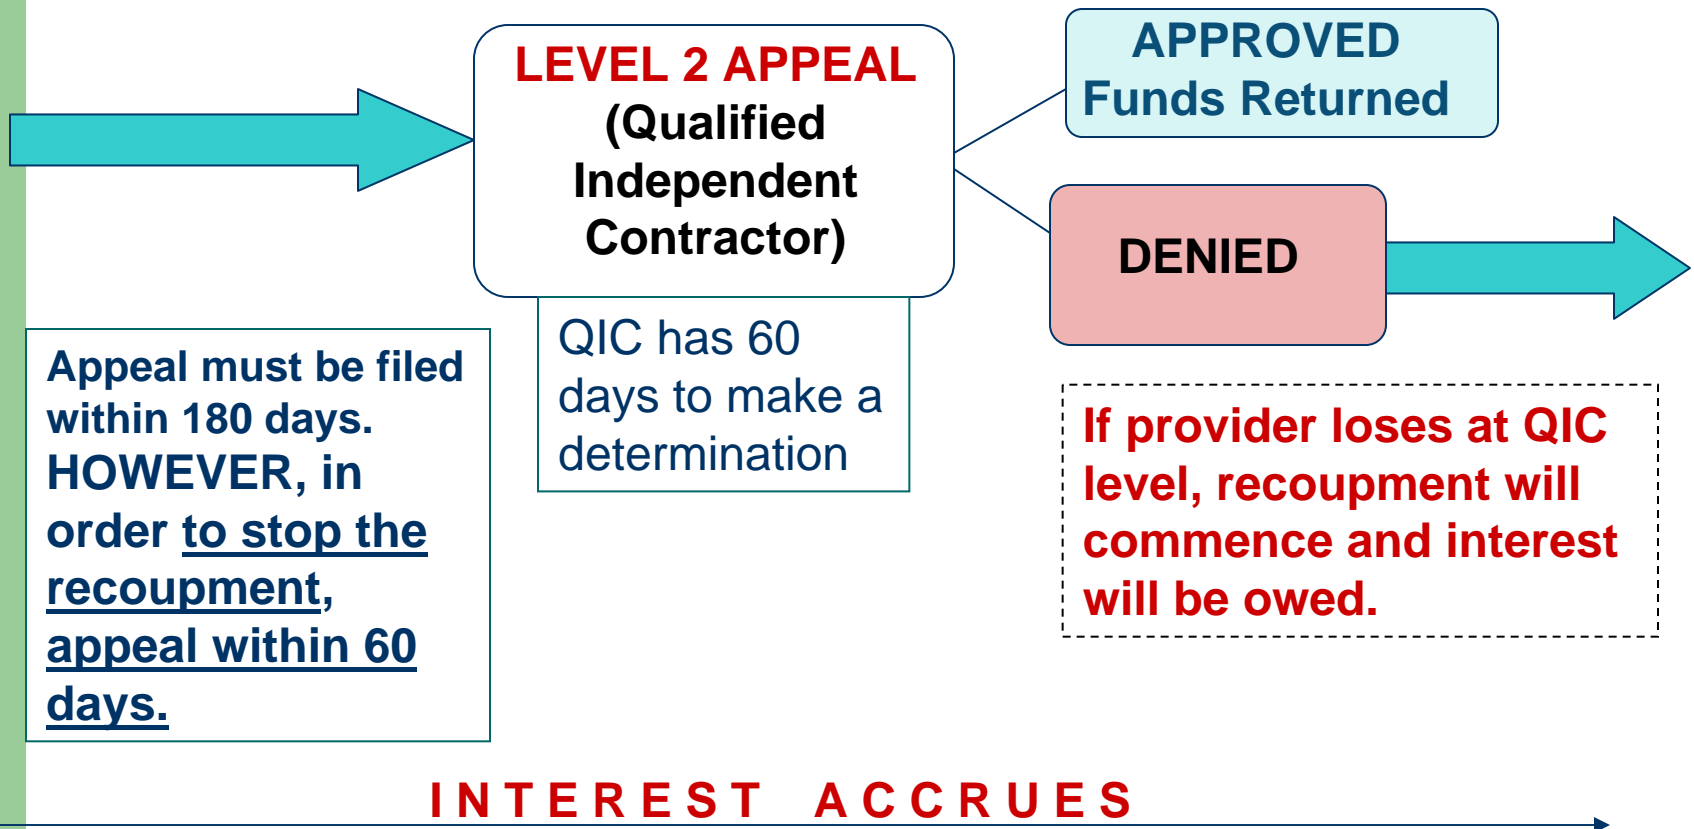 LEVEL 2 APPEAL
(Qualified
Independent
Contractor)
APPROVED
Funds Returned
DENIED
Appeal must be filed
within 180 days.
HOWEVER, in
order to stop the
recoupment,
appeal within 60
days.
QIC has 60
days to make a
determination
If provider loses at QIC
level, recoupment will
commence and interest
will be owed.
INTEREST ACCRUES